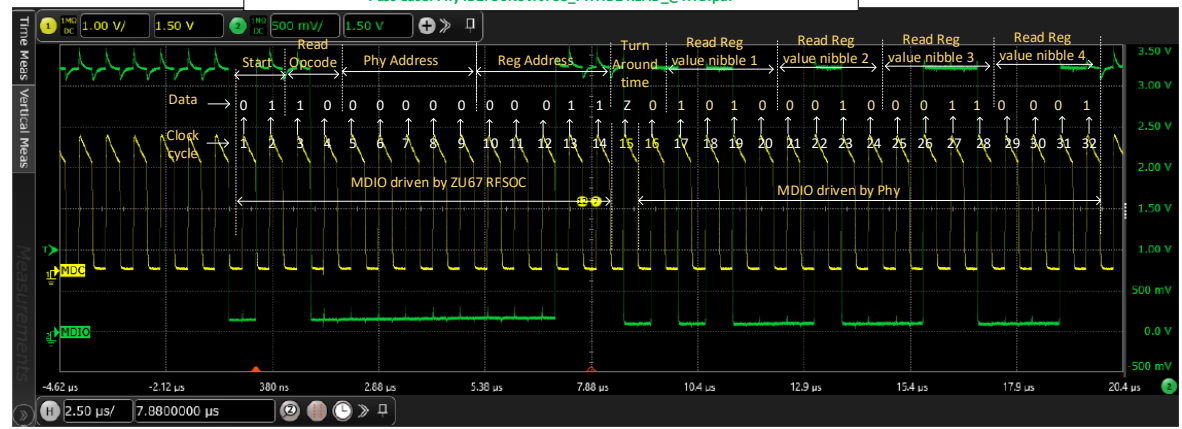 Time Meas
Vertical Meas
Measurements
1 1MΩ DC 1.00 V/ 1.50 V 2 1MΩ DC 500 mV/ 1.50 V
Start
Read Opcode
Phy Address
Reg Address
Turn Around time
Read Reg value nibble 1
Read Reg value nibble 2
Read Reg value nibble 3
Read Reg value nibble 4
Data 0 1 1 0 0 0 0 0 0 0 0 0 1 1 Z 0 1 0 1 0 0 0 1 0 0 0 1 1 0 0 0 1
Clock cycle 1 2 3 4 5 6 7 8 9 10 11 12 13 14 15 16 17 18 19 20 21 22 23 24 25 26 27 28 29 30 31 32
MDIO driven by ZU67 RFSOC
MDIO driven by Phy
MDC
MDIO
3.50 V
3.00 V
2.50 V
2.00 V
1.50 V
1.00 V
500 mV
0.0 V
-500 mV
-4.62 µs -2.12 µs 380 ns 2.88 µs 5.38 µs 7.88 µs 10.4 µs 12.9 µs 15.4 µs 17.9 µs 20.4 µs 2
H 2.50 µs/ 7.8800000 µs